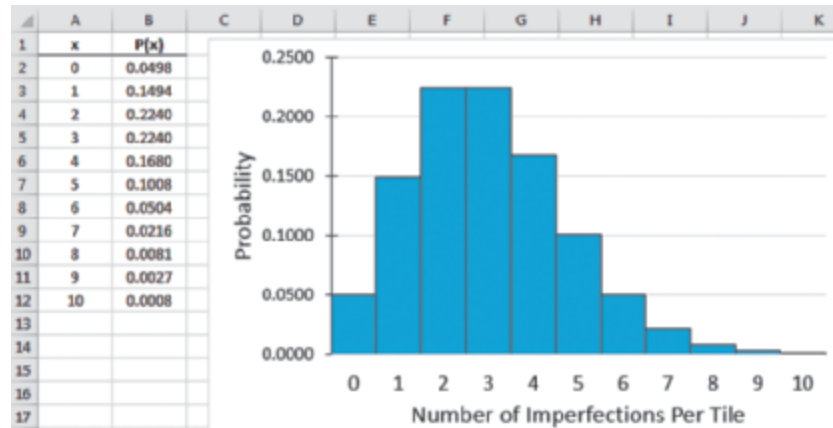 A B C D E F G H I J K
1 x P(x)
2 0 0.0498
3 1 0.1494
4 2 0.2240
5 3 0.2240
6 4 0.1680
7 5 0.1008
8 6 0.0504
9 7 0.0216
10 8 0.0081
11 9 0.0027
12 10 0.0008
13
14
15
16
17
0.2500
0.2000
0.1500
0.1000
0.0500
0.0000
Probability
0 1 2 3 4 5 6 7 8 9 10
Number of Imperfections Per Tile